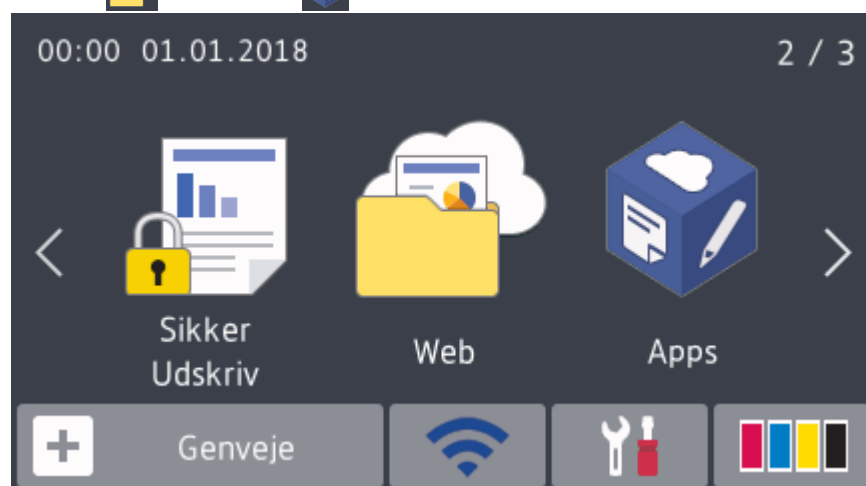 00:00 01.01.2018
2 / 3
Sikker
Udskriv
Web
Apps
Genveje